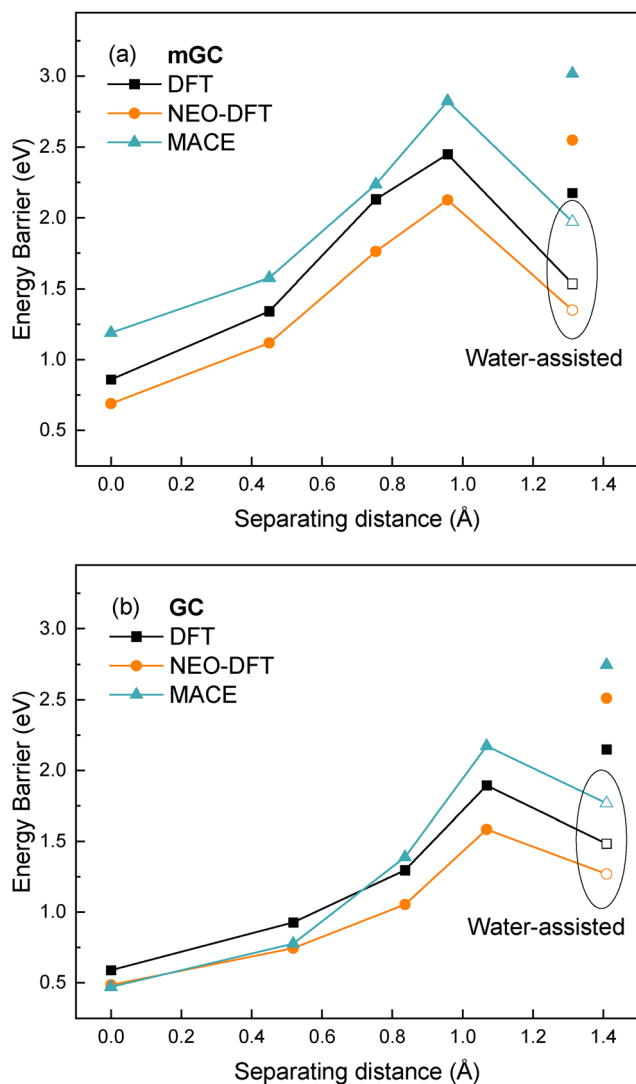 (a) mGC
DFT
NEO-DFT
MACE
3.0
2.5
2.0
1.5
1.0
0.5
Energy Barrier (eV)
Water-assisted
0.0 0.2 0.4 0.6 0.8 1.0 1.2 1.4
Separating distance (Å)
(b) GC
DFT
NEO-DFT
MACE
3.0
2.5
2.0
1.5
1.0
0.5
Energy Barrier (eV)
Water-assisted
0.0 0.2 0.4 0.6 0.8 1.0 1.2 1.4
Separating distance (Å)